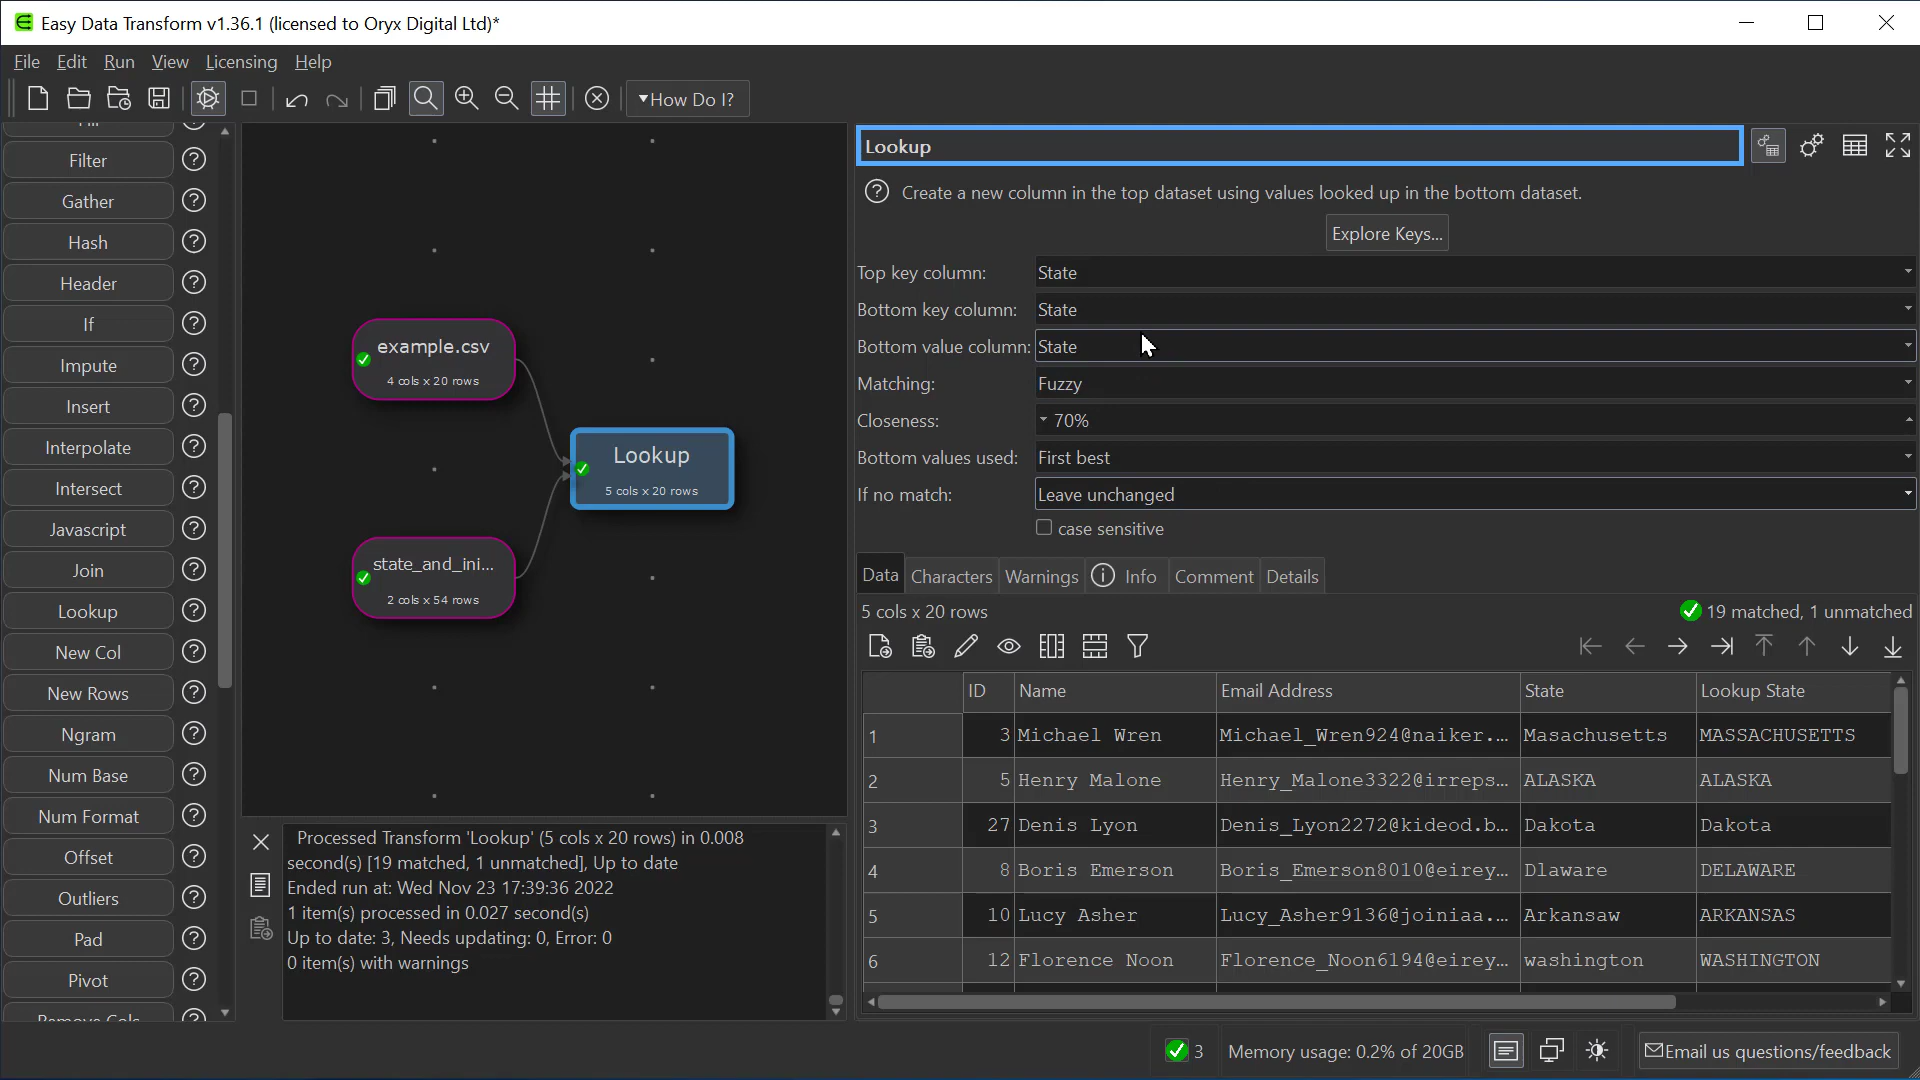 Easy Data Transform v1.36.1 (licensed to Oryx Digital Ltd)*
File Edit Run View Licensing Help
▾How Do I?
Filter
Gather
Hash
Header
If
Impute
Insert
Interpolate
Intersect
Javascript
Join
Lookup
New Col
New Rows
Ngram
Num Base
Num Format
Offset
Outliers
Pad
Pivot
Remove Cols
example.csv
4 cols x 20 rows
Lookup
5 cols x 20 rows
state_and_ini...
2 cols x 54 rows
Processed Transform 'Lookup' (5 cols x 20 rows) in 0.008
second(s) [19 matched, 1 unmatched], Up to date
Ended run at: Wed Nov 23 17:39:36 2022
1 item(s) processed in 0.027 second(s)
Up to date: 3, Needs updating: 0, Error: 0
0 item(s) with warnings
Lookup
Create a new column in the top dataset using values looked up in the bottom dataset.
Explore Keys...
Top key column: State
Bottom key column: State
Bottom value column: State
Matching: Fuzzy
Closeness: 70%
Bottom values used: First best
If no match: Leave unchanged
case sensitive
Data Characters Warnings Info Comment Details
5 cols x 20 rows 19 matched, 1 unmatched
ID Name Email Address State Lookup State
1 3 Michael Wren Michael_Wren924@naiker.... Masachusetts MASSACHUSETTS
2 5 Henry Malone Henry_Malone3322@irreps... ALASKA ALASKA
3 27 Denis Lyon Denis_Lyon2272@kideod.b... Dakota Dakota
4 8 Boris Emerson Boris_Emerson8010@eirey... Dlaware DELAWARE
5 10 Lucy Asher Lucy_Asher9136@joiniaa.... Arkansaw ARKANSAS
6 12 Florence Noon Florence_Noon6194@eirey... washington WASHINGTON
3 Memory usage: 0.2% of 20GB Email us questions/feedback